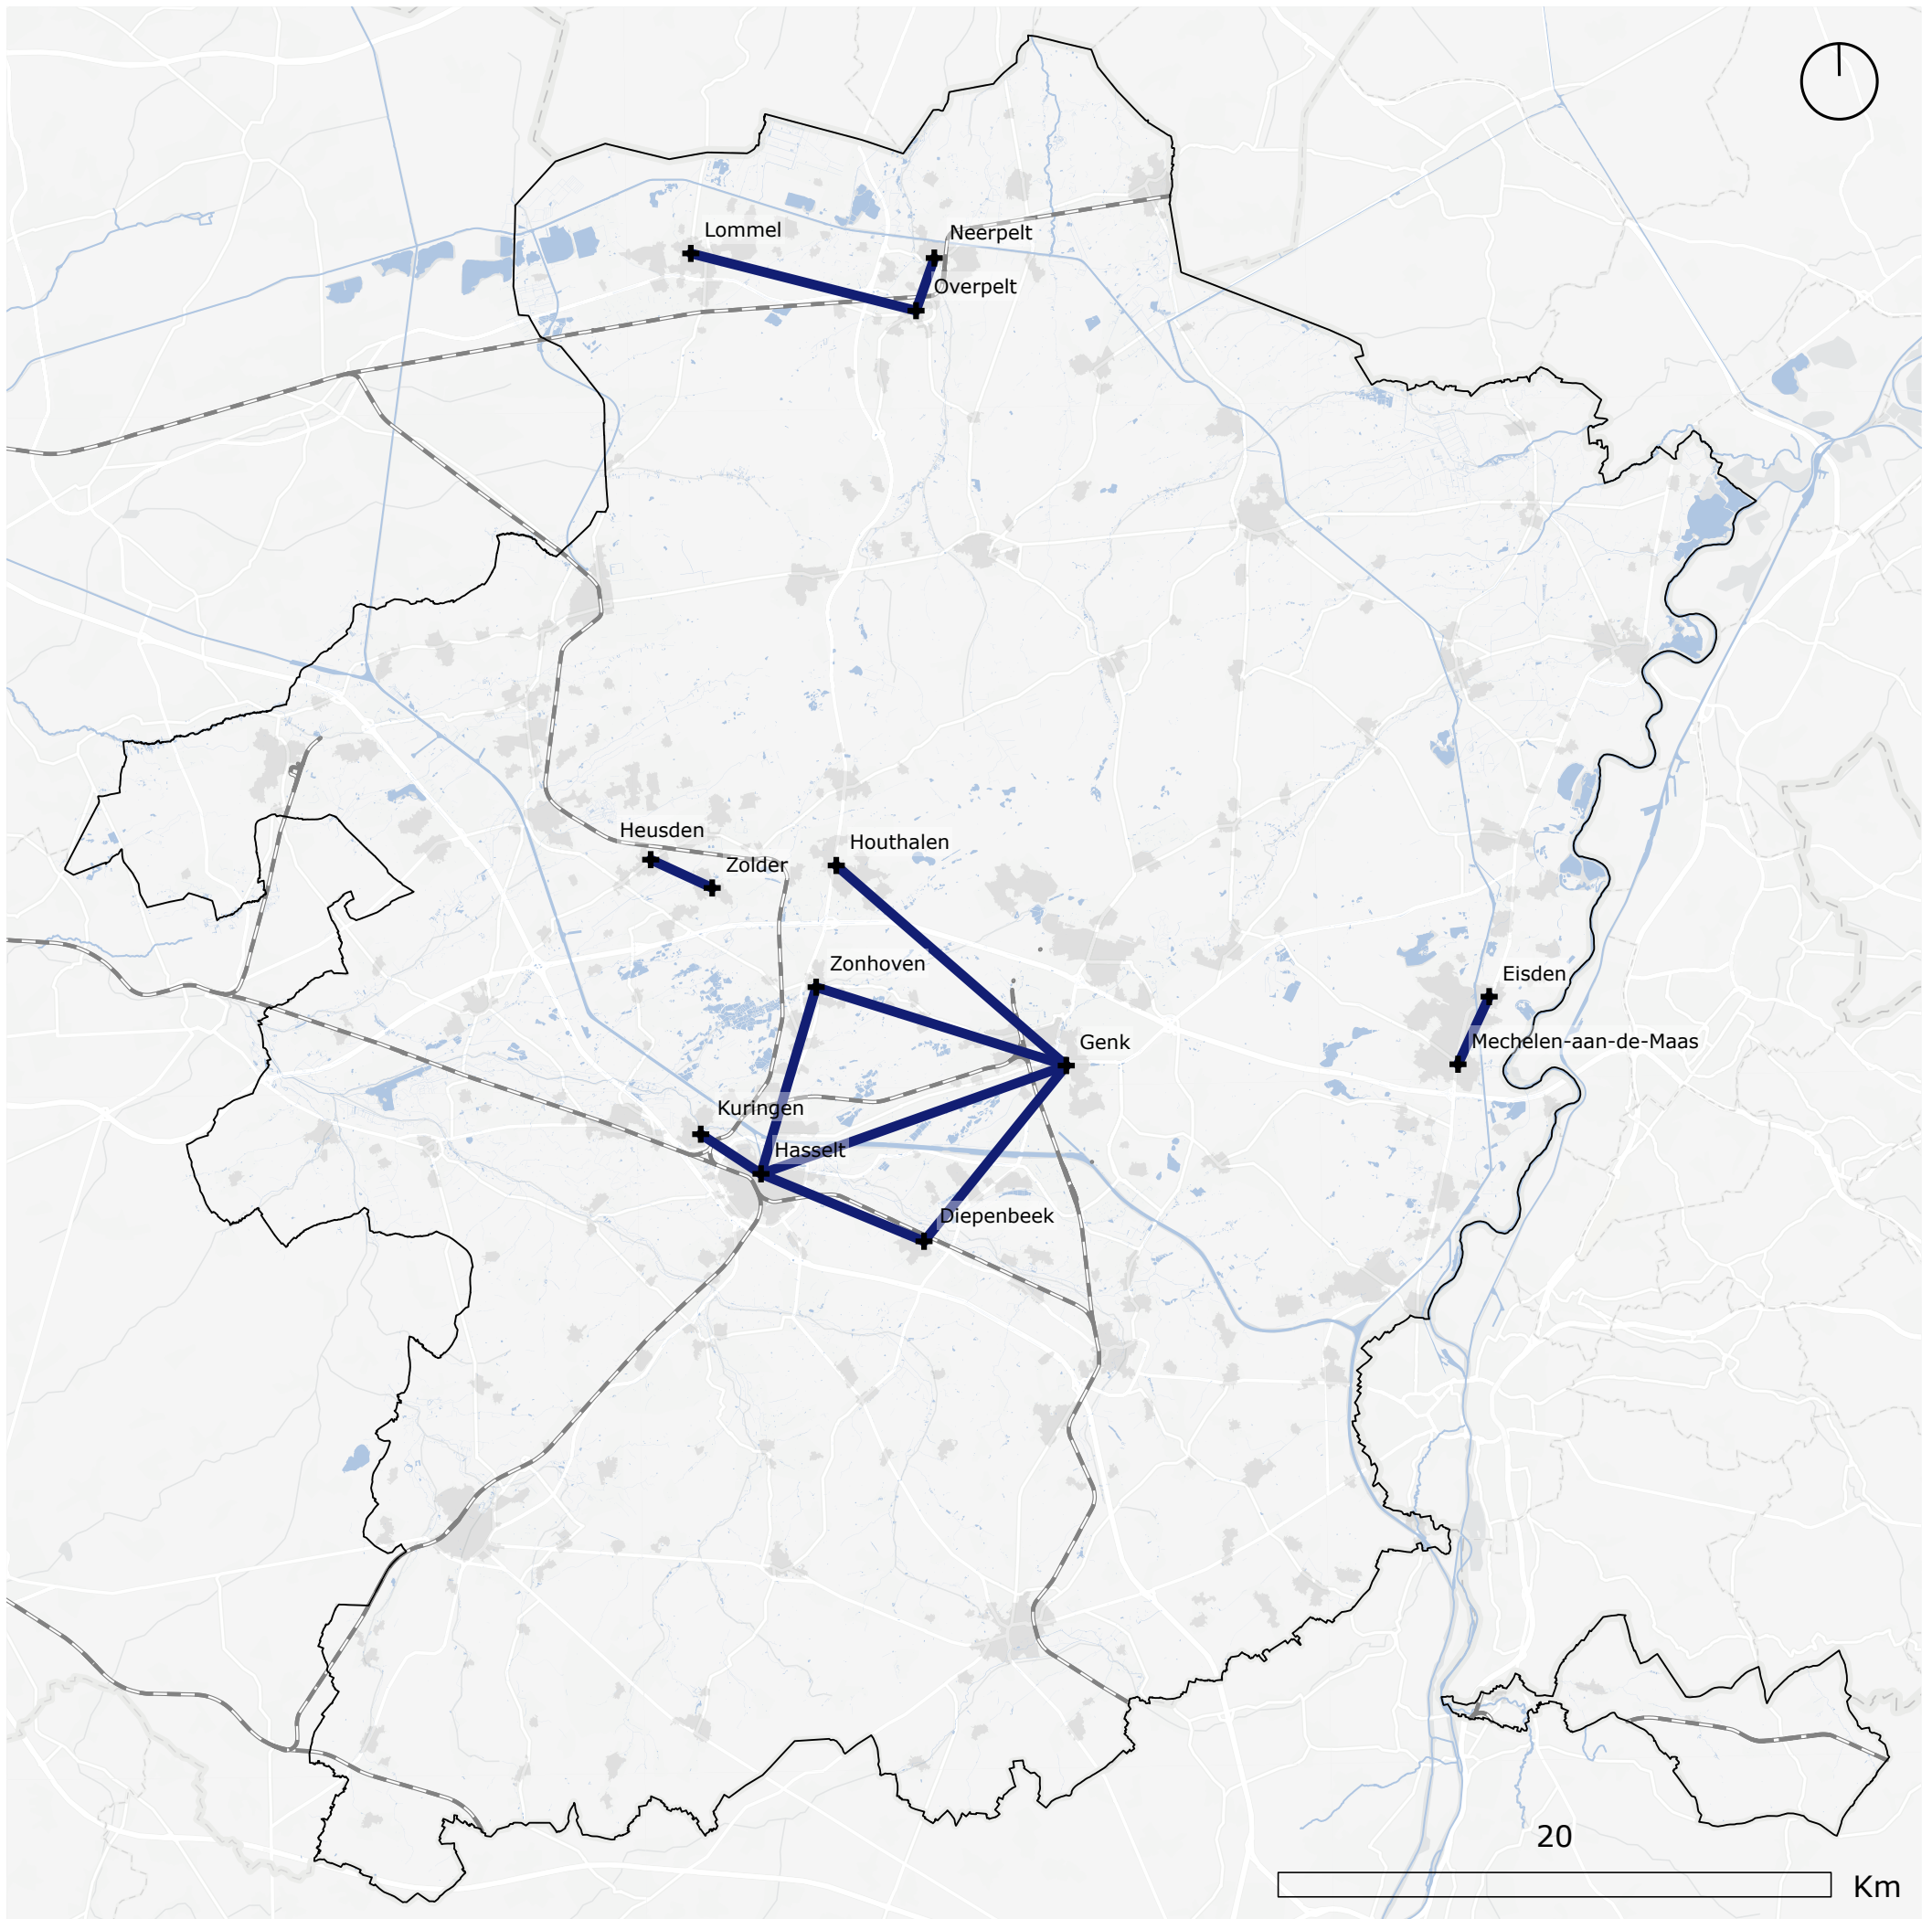 Lommel
Neerpelt
Overpelt
Heusden
Houthalen
Zolder
Zonhoven
Eisden
Genk
Mechelen-aan-de-Maas
Kuringen
Hasselt
Diepenbeek
20
Km